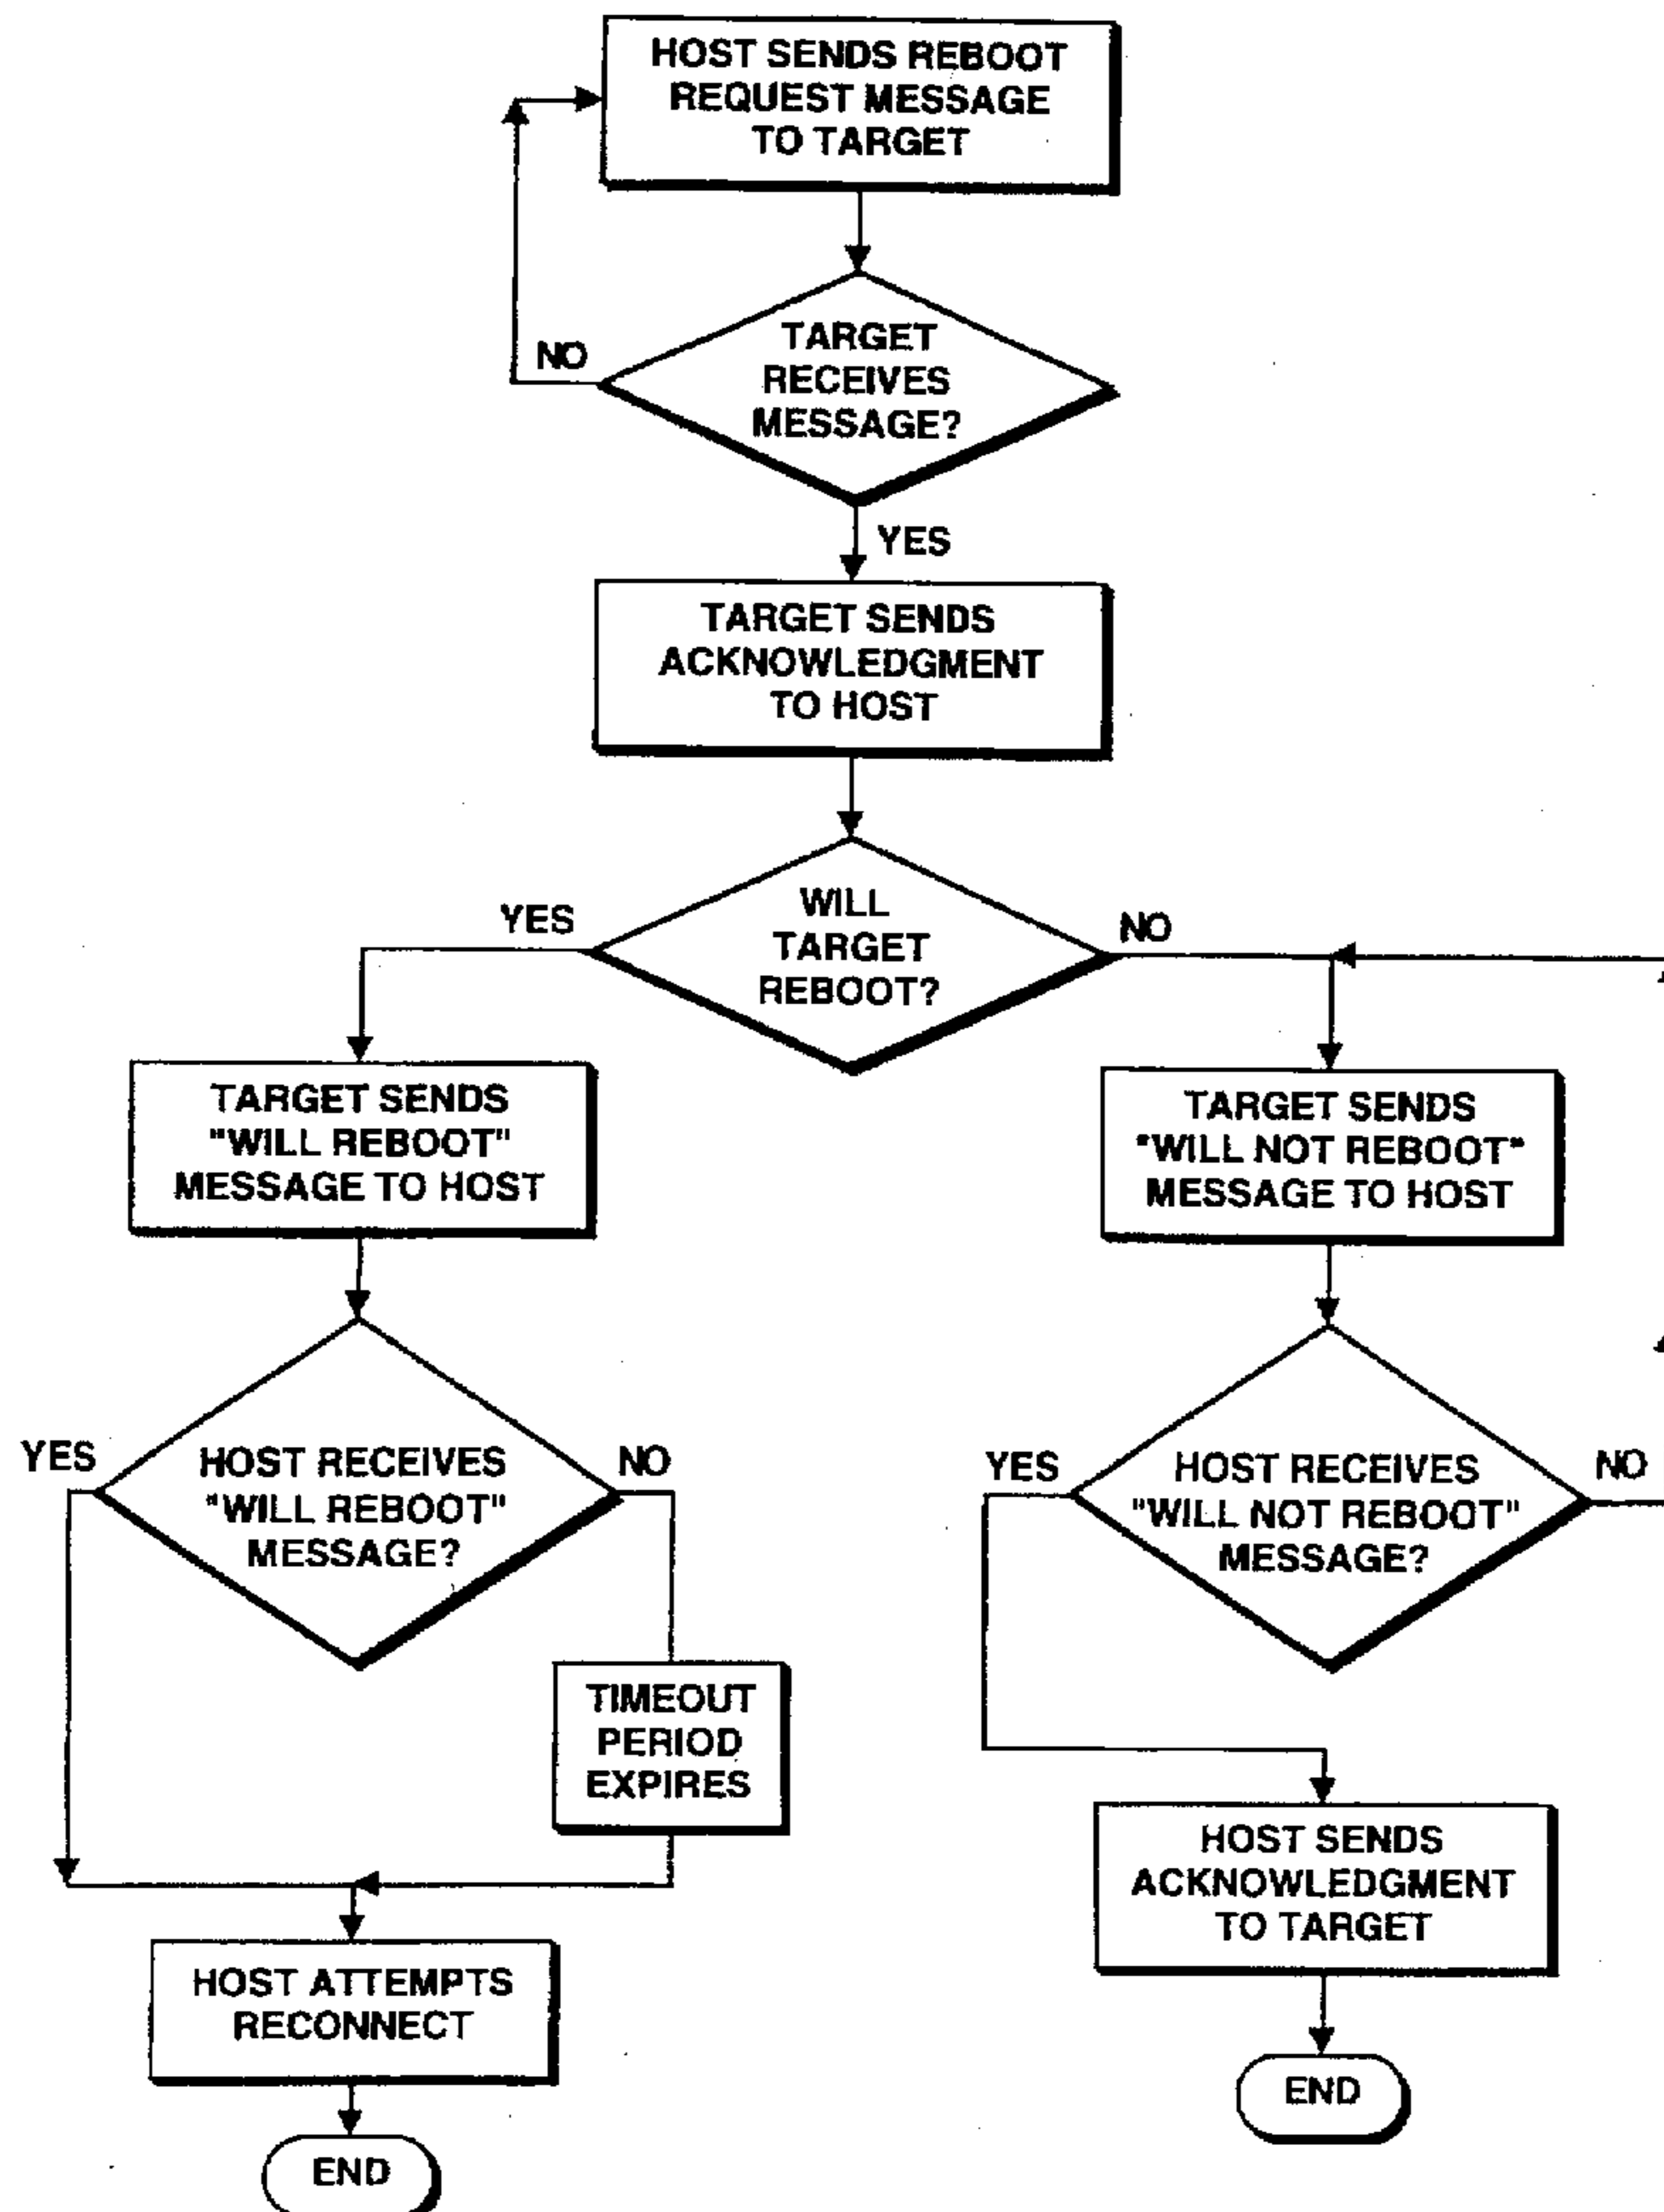 HOST SENDS REBOOT
REQUEST MESSAGE
TO TARGET
NO
TARGET
RECEIVES
MESSAGE?
YES
TARGET SENDS
ACKNOWLEDGMENT
TO HOST
YES
WILL
TARGET
REBOOT?
NO
TARGET SENDS
"WILL REBOOT"
MESSAGE TO HOST
TARGET SENDS
"WILL NOT REBOOT"
MESSAGE TO HOST
YES
HOST RECEIVES
"WILL REBOOT"
MESSAGE?
NO
YES
HOST RECEIVES
"WILL NOT REBOOT"
MESSAGE?
NO
TIMEOUT
PERIOD
EXPIRES
HOST SENDS
ACKNOWLEDGMENT
TO TARGET
HOST ATTEMPTS
RECONNECT
END
END